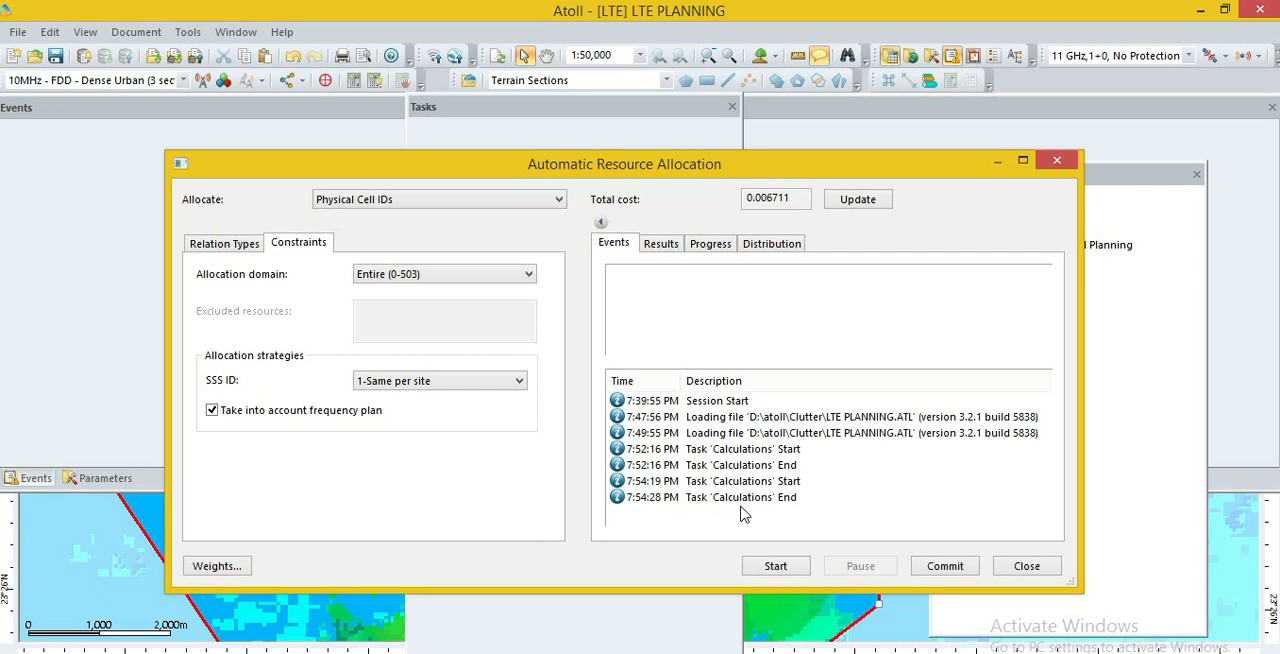 Atoll - [LTE] LTE PLANNING
File Edit View Document Tools Window Help
1:50,000 11 GHz,1+0, No Protection
10MHz - FDD - Dense Urban (3 sec Terrain Sections
Events Tasks
Automatic Resource Allocation
Allocate: Physical Cell IDs Total cost: 0.006711 Update
Relation Types Constraints Events Results Progress Distribution
Planning
Allocation domain: Entire (0-503)
Excluded resources:
Allocation strategies
SSS ID: 1-Same per site
Take into account frequency plan
Time Description
7:39:55 PM Session Start
7:47:56 PM Loading file 'D:\atoll\Clutter\LTE PLANNING.ATL' (version 3.2.1 build 5838)
7:49:55 PM Loading file 'D:\atoll\Clutter\LTE PLANNING.ATL' (version 3.2.1 build 5838)
7:52:16 PM Task 'Calculations' Start
7:52:16 PM Task 'Calculations' End
7:54:19 PM Task 'Calculations' Start
7:54:28 PM Task 'Calculations' End
Events Parameters
Weights... Start Pause Commit Close
23°26'N 23°26'N
0 1,000 2,000m
Activate Windows
Go to PC settings to activate Windows.